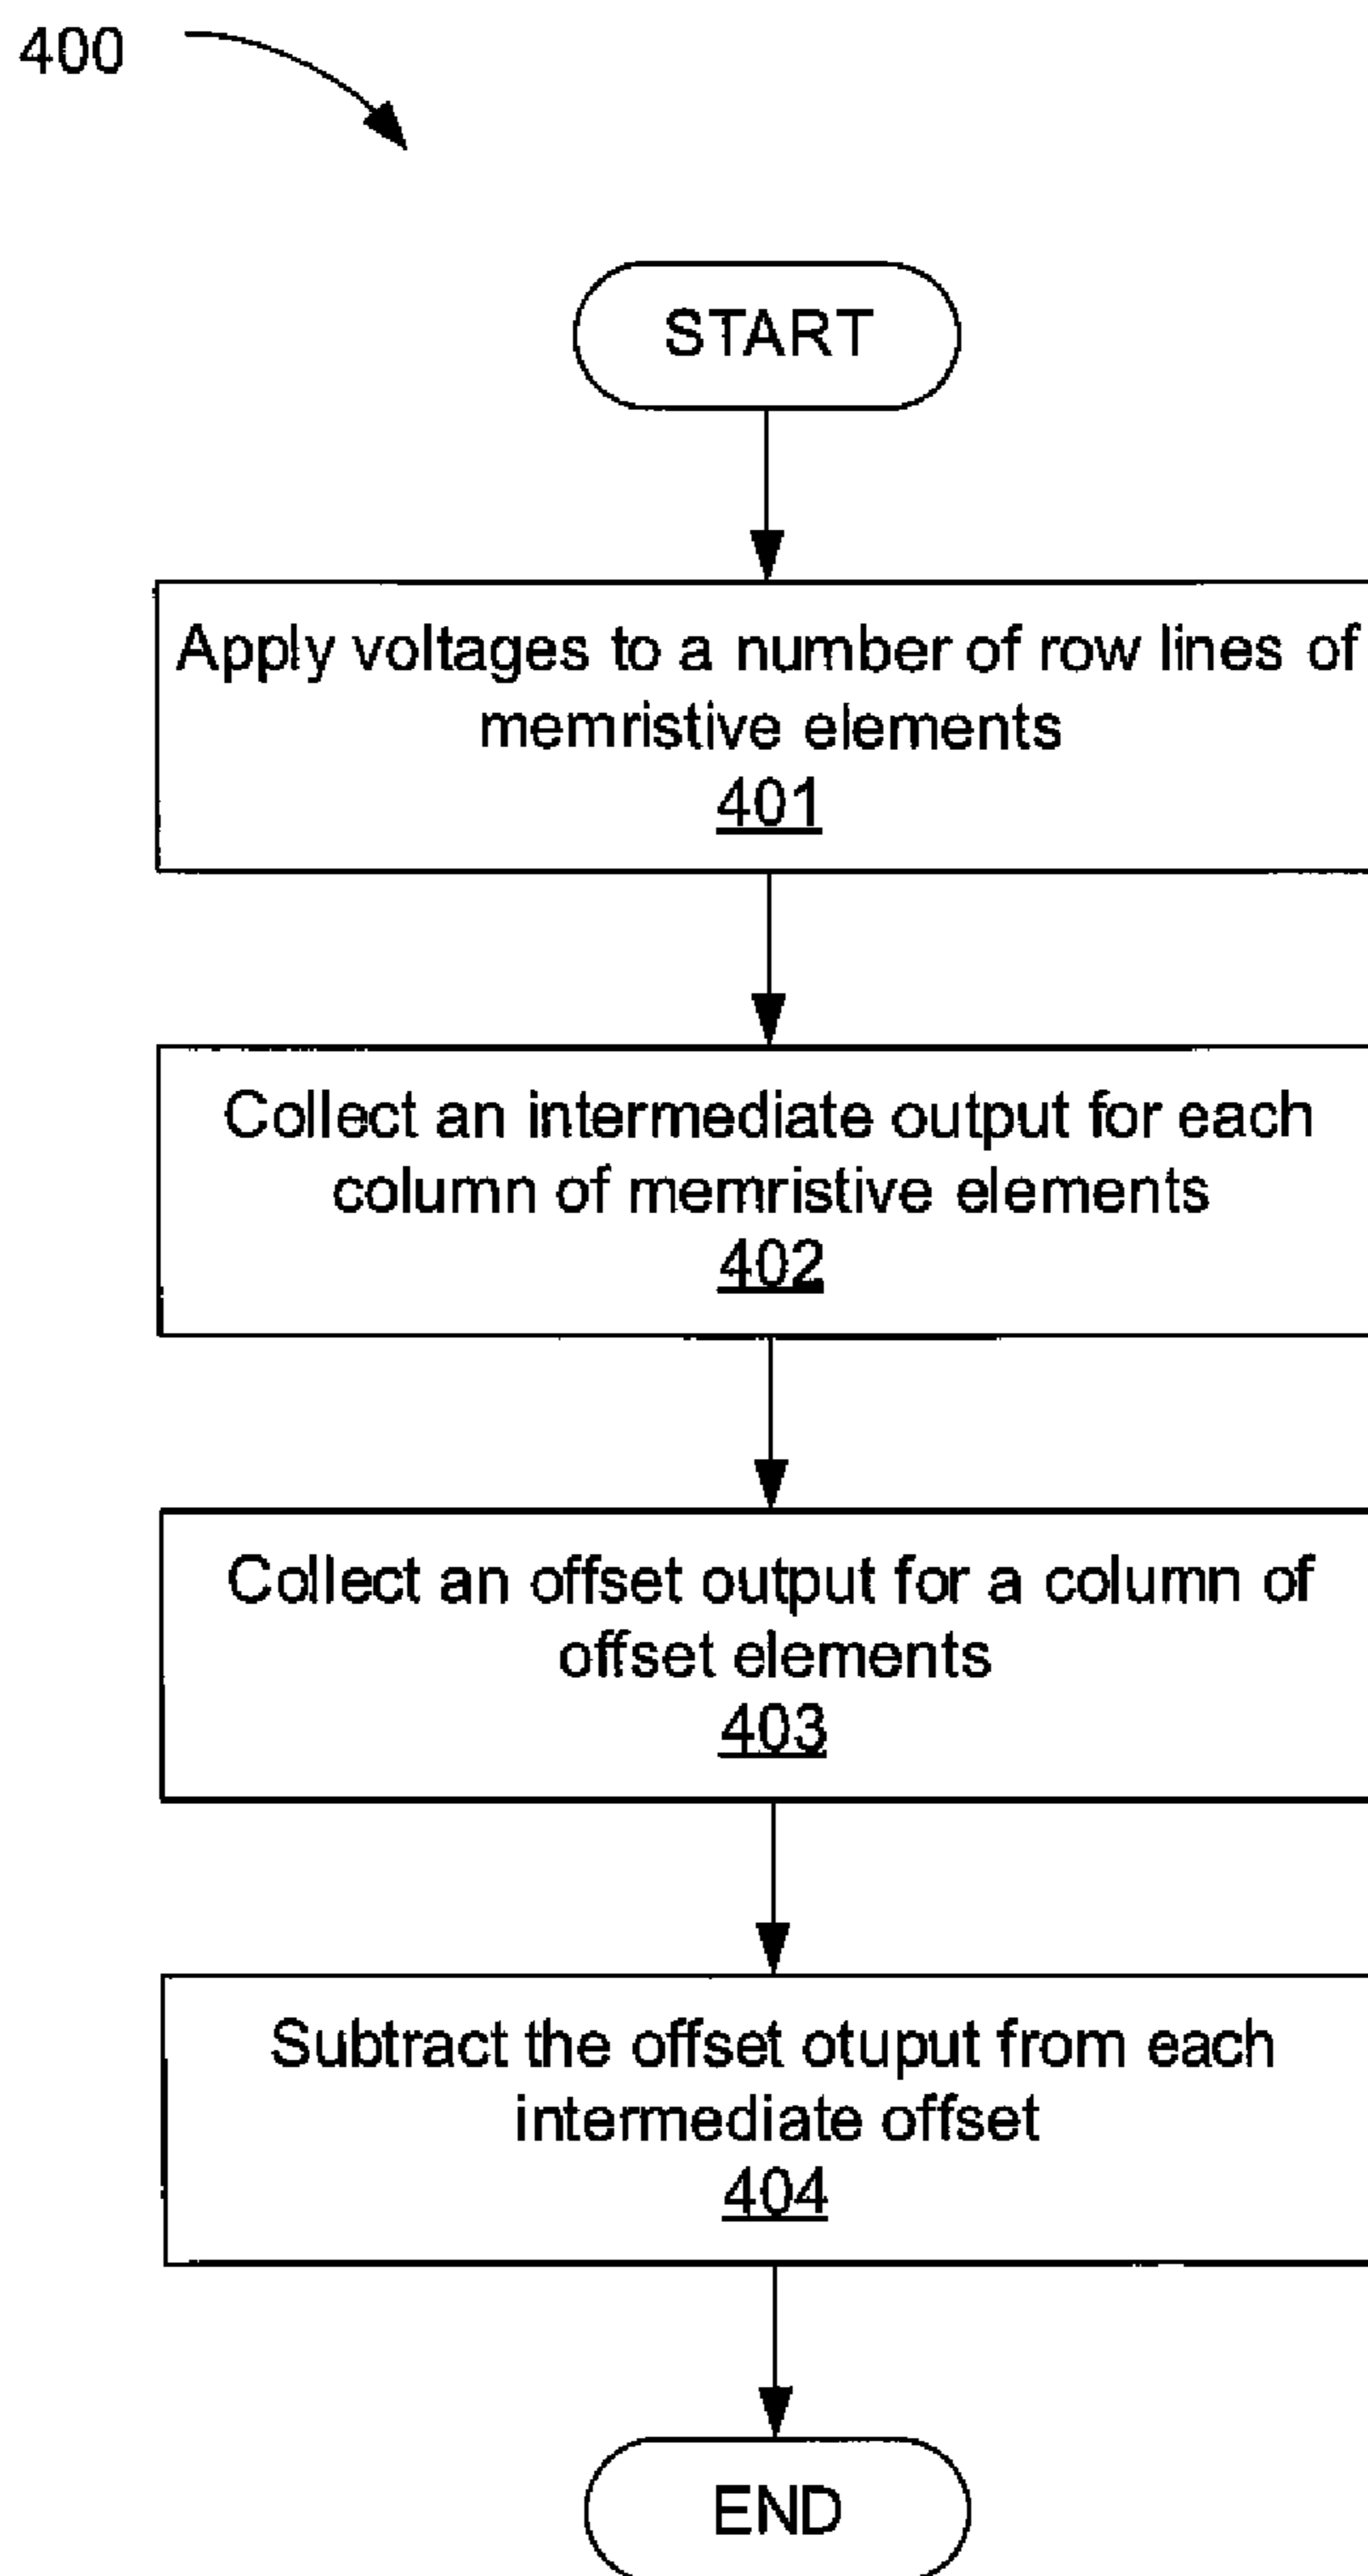 400
START
Apply voltages to a number of row lines of
memristive elements
401
Collect an intermediate output for each
column of memristive elements
402
Collect an offset output for a column of
offset elements
403
Subtract the offset otuput from each
intermediate offset
404
END